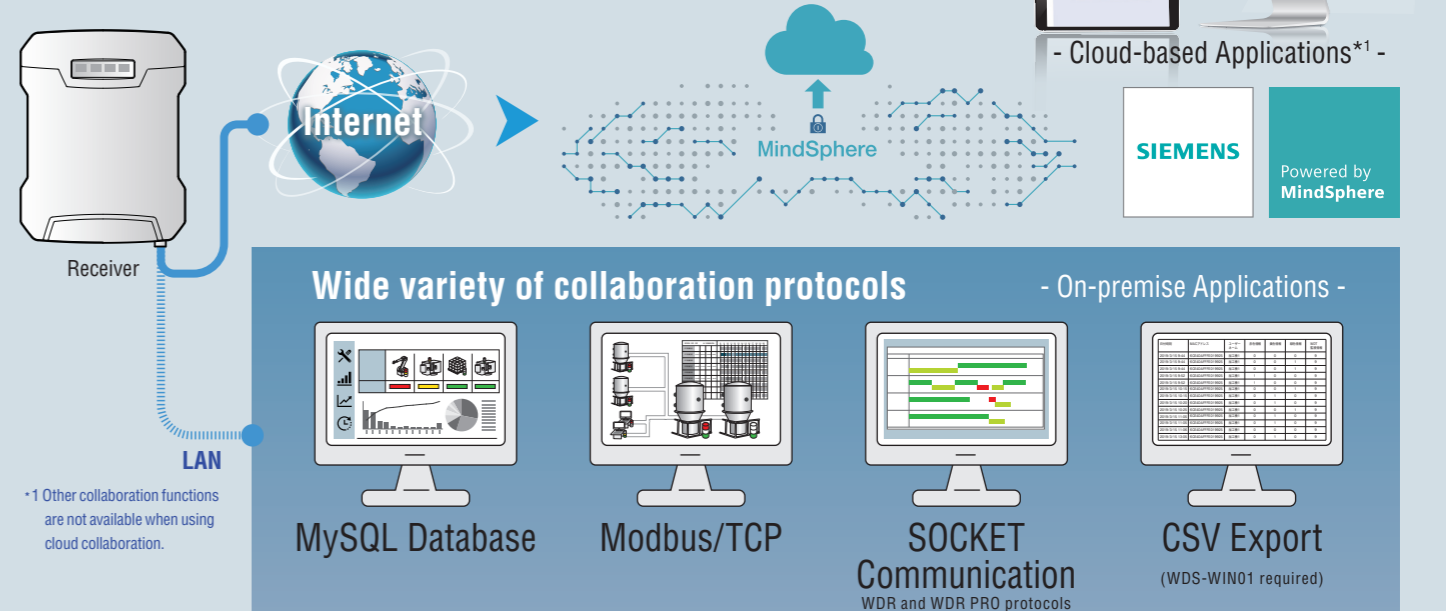 - Cloud-based Applications*1 -
Internet
MindSphere
SIEMENS
Powered by
MindSphere
Receiver
LAN
*1 Other collaboration functions
are not available when using
cloud collaboration.
Wide variety of collaboration protocols
- On-premise Applications -
MySQL Database
Modbus/TCP
SOCKET
Communication
WDR and WDR PRO protocols
CSV Export
(WDS-WIN01 required)